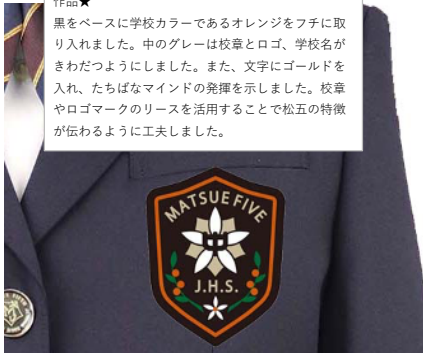 作品★
黒をベースに学校カラーであるオレンジをフチに取
り入れました。中のグレーは校章とロゴ、学校名が
きわだつようにしました。また、文字にゴールドを
入れ、たちばなマインドの発揮を示しました。校章
やロゴマークのリースを活用することで松五の特徴
が伝わるように工夫しました。
MATSUE FIVE
中
J.H.S.